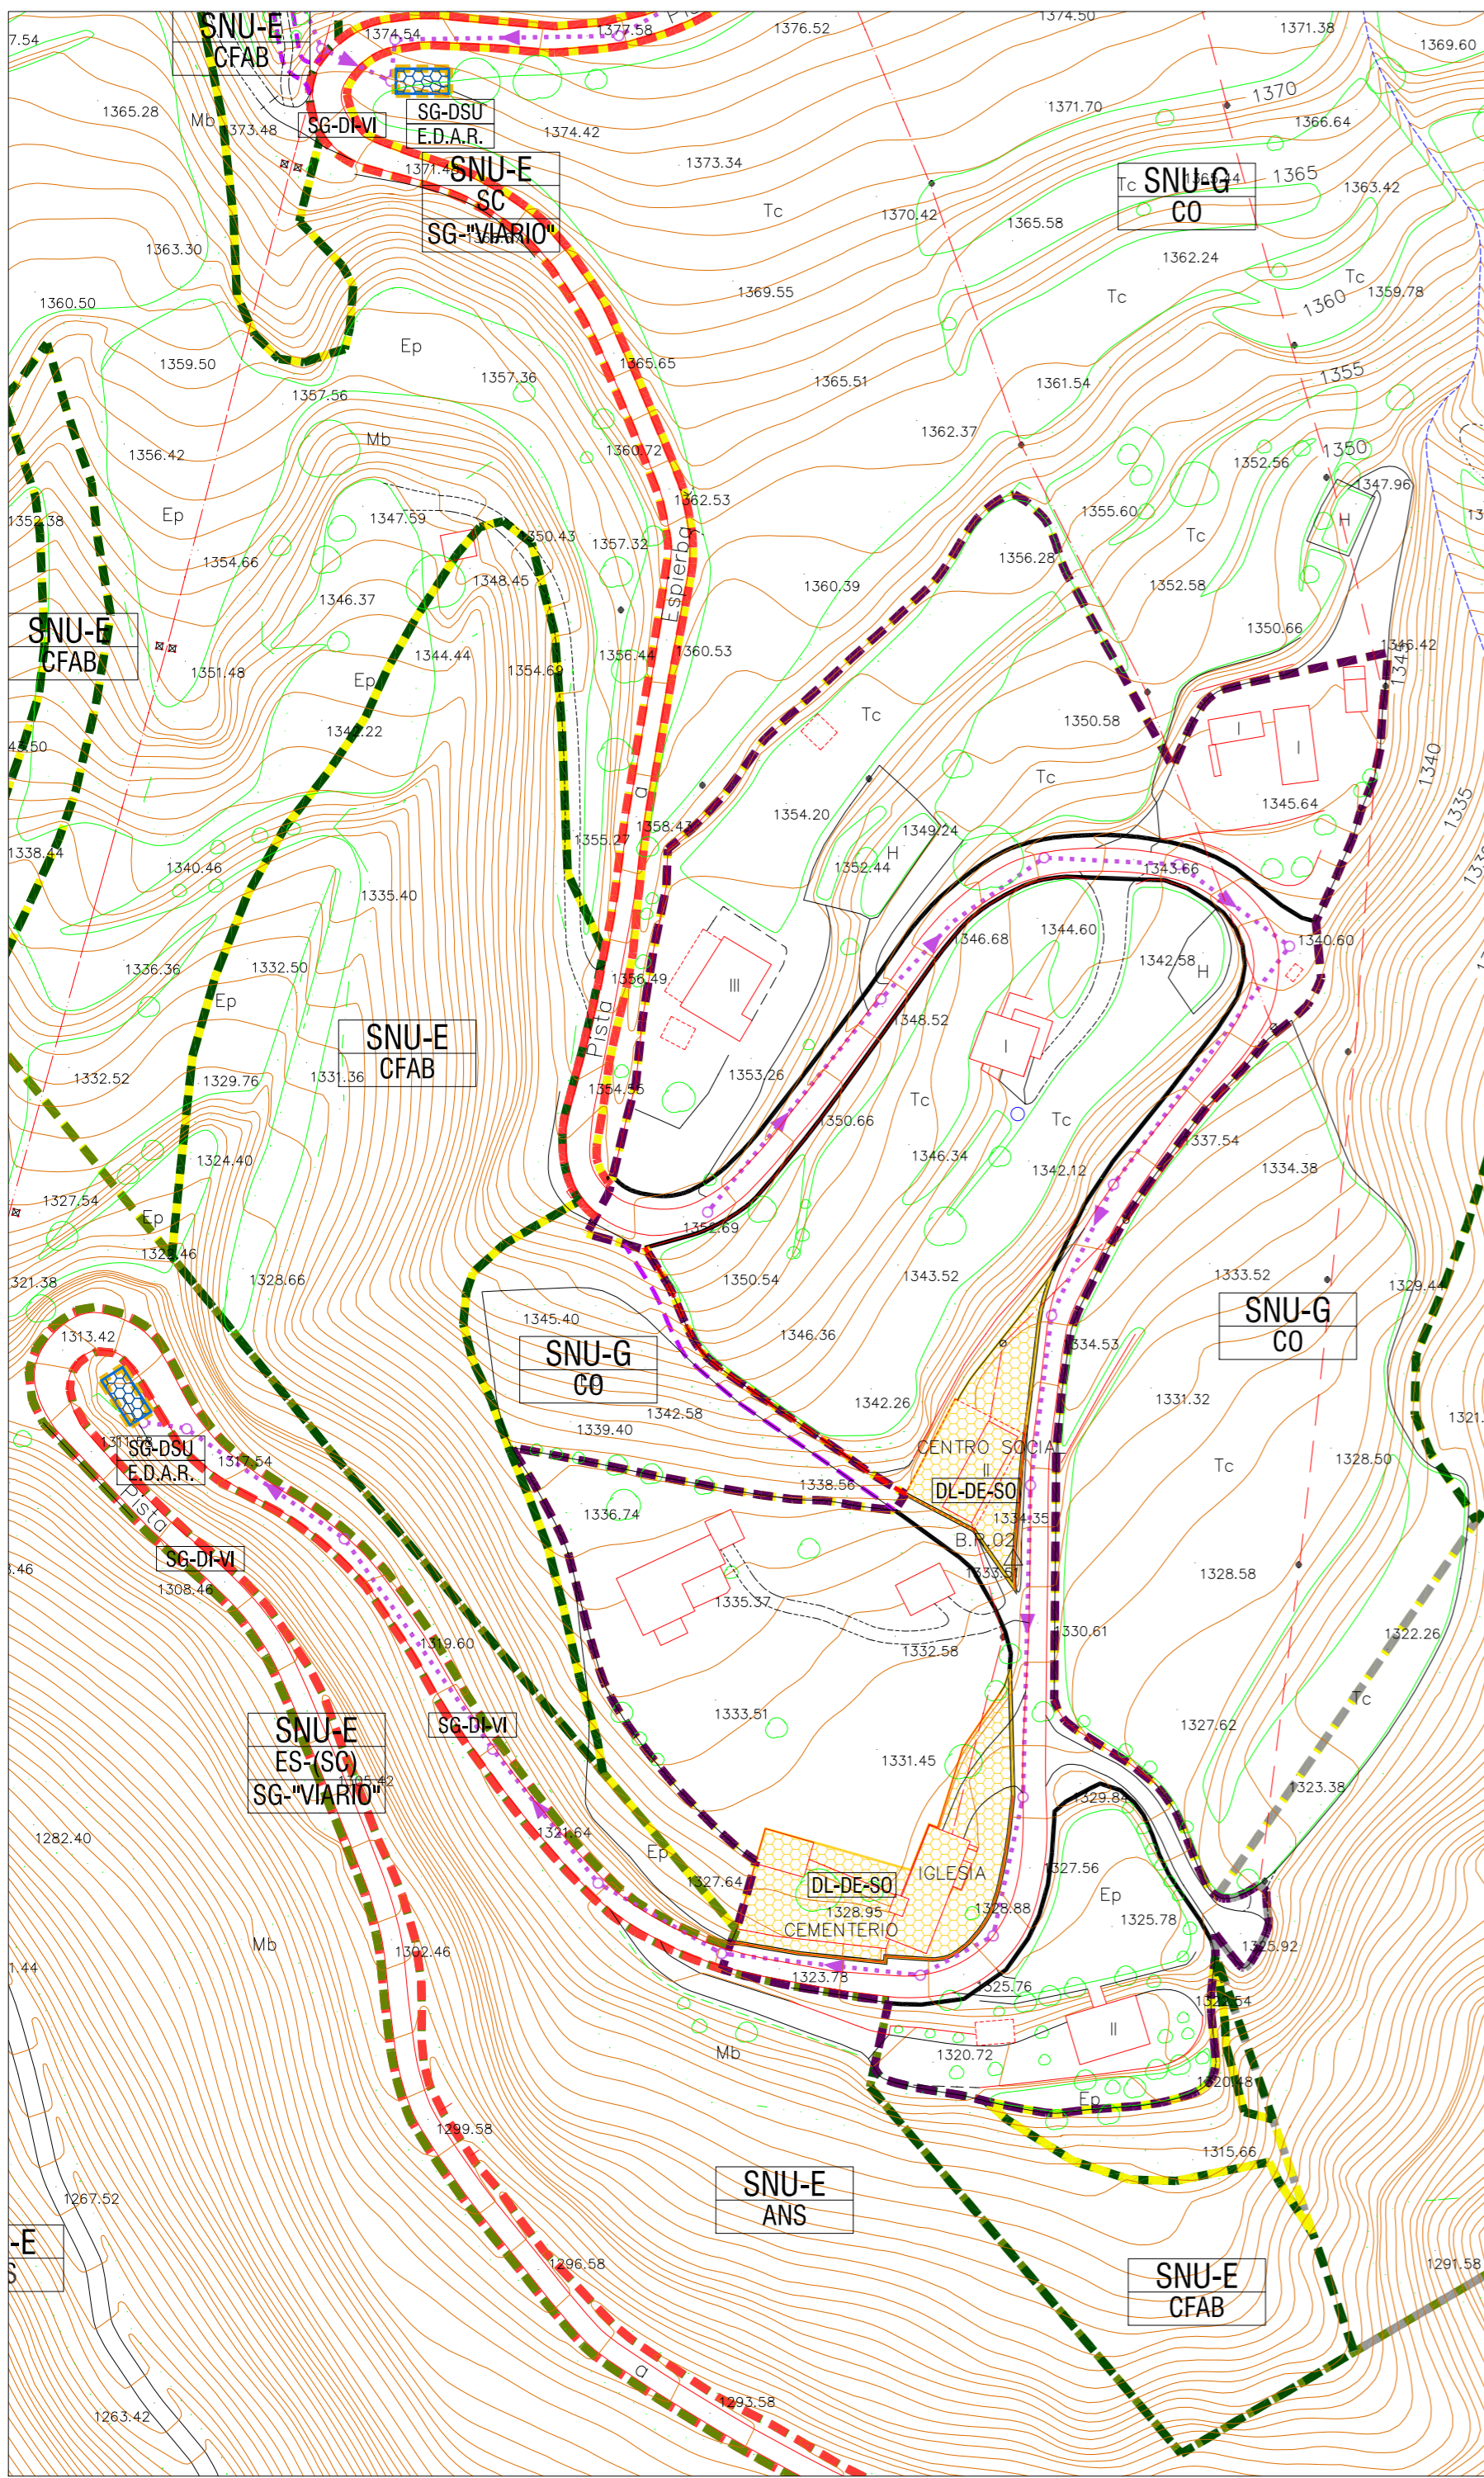 SNU-E
CFAB
7.54
1374.54
1377.58
1376.52
1374.50
1371.38
1369.60
1365.28
Mb
1373.48
SG-DI-VI
SG-DSU
E.D.A.R.
1374.42
1371.70
1370
1366.64
1373.34
SNU-E
SC
SG-"VIARIO"
Tc
SNU-G
CO
1365
1363.42
1370.42
1365.58
Tc
1363.30
1362.24
1369.55
Tc
Tc
1359.78
1360.50
1360
Ep
1359.50
1357.36
1365.65
1365.51
1361.54
1355
1357.56
Mb
1362.37
1356.42
1360.72
1352.56
1350
1347.96
Ep
1352.38
1347.59
1350.43
1362.53
1355.60
H
1354.66
1357.32
Tc
1348.45
1360.39
1356.28
1352.58
1346.37
Espierba
SNU-E
CFAB
1344.44
1354.69
1356.44
1360.53
1350.66
1346.42
1351.48
Ep
1342.22
Tc
1350.58
I
I
1340
Tc
a
1354.20
1345.64
1335
1338.44
1355.27
1358.43
1349.24
H
1352.44
1340.46
1343.66
1335.40
1346.68
1344.60
1340.60
1336.36
1332.50
1356.49
1342.58
H
Ep
III
Pista
1348.52
SNU-E
CFAB
I
1332.52
1329.76
1331.36
1354.55
1353.26
Tc
Tc
1350.66
1337.54
1324.40
1346.34
1342.12
1334.38
1327.54
Ep
1352.69
1328.66
1350.54
1343.52
1333.52
1329.44
SNU-G
CO
1321.38
1313.42
1345.40
1346.36
1334.53
SNU-G
CO
1342.58
1342.26
1331.32
1339.40
SG-DSU
E.D.A.R.
1317.54
CENTRO SOCIAL
II
DL-DE-SO
Tc
1328.50
1338.56
Pista
1336.74
1334.35
B.R.02
SG-DI-VI
1333.51
1308.46
1335.37
1328.58
1319.60
1332.58
1330.61
1322.26
SNU-E
ES-(SC)
SG-"VIARIO"
SG-DI-VI
1333.51
1327.62
Tc
1331.45
1305.42
1323.38
1329.84
1282.40
1321.64
Ep
1327.64
DL-DE-SO
IGLESIA
1327.56
Ep
1328.95
CEMENTERIO
1328.88
1325.78
Mb
1302.46
1325.92
1323.78
1325.76
II
Mb
1320.72
1320.48
Ep
1299.58
1315.66
SNU-E
ANS
1267.52
-E
1296.58
SNU-E
CFAB
1291.58
a
1293.58
1263.42